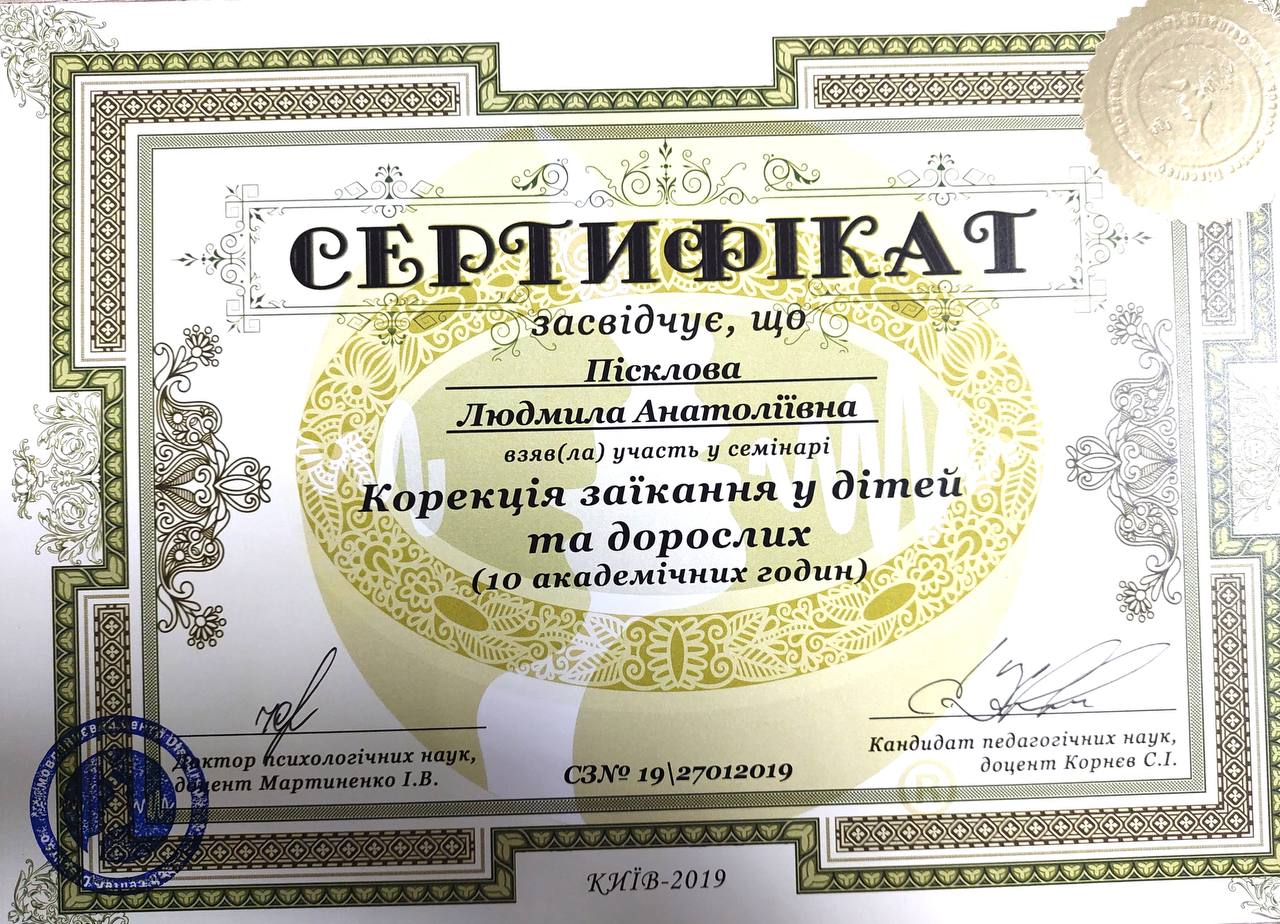 СЕРТИФІКАТ
засвідчує, що
Пісклова
Людмила Анатоліївна
взяв(ла) участь у семінарі
Корекція заїкання у дітей
та дорослих
(10 академічних годин)
Доктор психологічних наук,
доцент Мартиненко І.В.
СЗ№ 19\27012019
Кандидат педагогічних наук,
доцент Корнєв С.І.
®
КИЇВ-2019